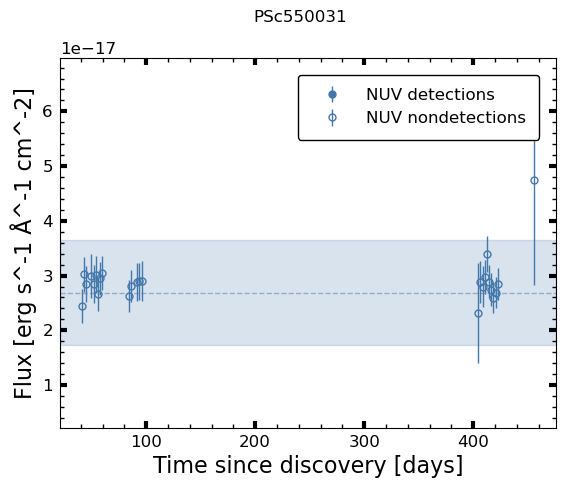 PSc550031
1e−17
NUV detections
NUV nondetections
6
5
4
3
2
1
Flux [erg s^-1 Å^-1 cm^-2]
100 200 300 400
Time since discovery [days]